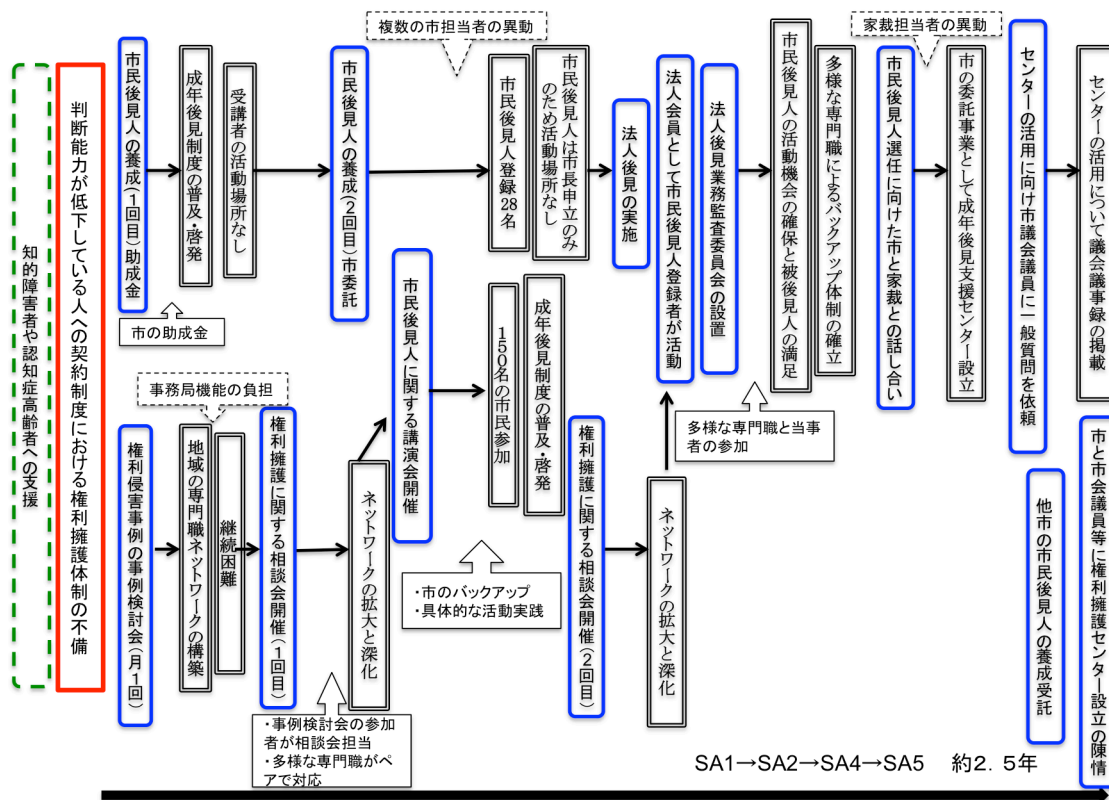 知的障害者や認知症高齢者への支援
判断能力が低下している人への契約制度における権利擁護体制の不備
市民後見人の養成(1回目)助成金
成年後見制度の普及・啓発
受講者の活動場所なし
市の助成金
市民後見人の養成(2回目)市委託
複数の市担当者の異動
市民後見人登録28名
市民後見人は市長申立のみ
のため活動場所なし
法人後見の実施
法人会員として市民後見人登録者が活動
法人後見業務監査委員会の設置
市民後見人の活動機会の確保と被後見人の満足
多様な専門職によるバックアップ体制の確立
多様な専門職と当事
者の参加
市民後見人選任に向けた市と家裁との話し合い
家裁担当者の異動
市の委託事業として成年後見支援センター設立
センターの活用に向け市議会議員に一般質問を依頼
センターの活用について議会議事録の掲載
権利侵害事例の事例検討会(月1回)
地域の専門職ネットワークの構築
継続困難
事務局機能の負担
権利擁護に関する相談会開催(1回目)
・事例検討会の参加
者が相談会担当
・多様な専門職がペ
アで対応
ネットワークの拡大と深化
市民後見人に関する講演会開催
・市のバックアップ
・具体的な活動実践
150名の市民参加
成年後見制度の普及・啓発
権利擁護に関する相談会開催(2回目)
ネットワークの拡大と深化
他市の市民後見人の養成受託
市と市会議員等に権利擁護センター設立の陳情
SA1→SA2→SA4→SA5 約2.5年